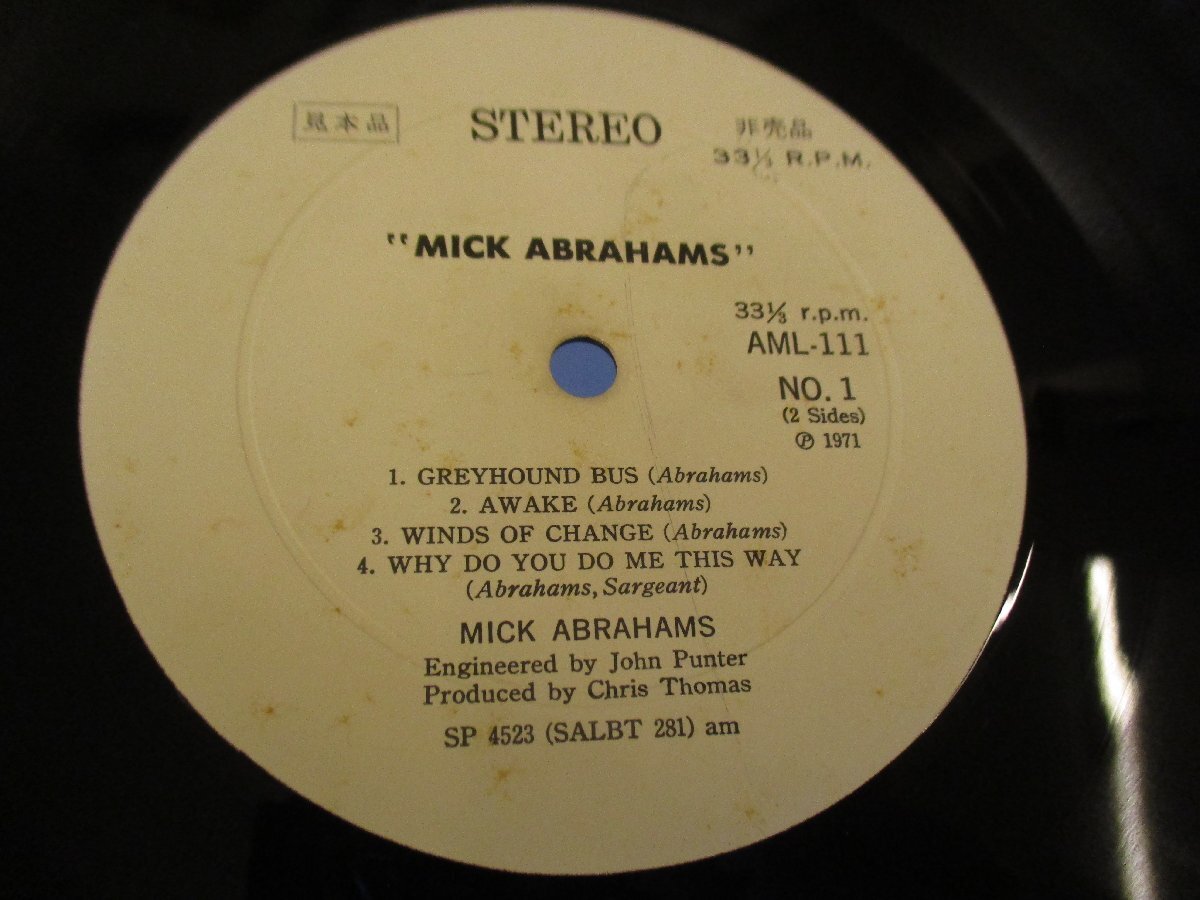 見本品
STEREO
非売品
33⅓ R.P.M.
"MICK ABRAHAMS"
33⅓ r.p.m.
AML-111
NO. 1
(2 Sides)
℗ 1971
1. GREYHOUND BUS (Abrahams)
2. AWAKE (Abrahams)
3. WINDS OF CHANGE (Abrahams)
4. WHY DO YOU DO ME THIS WAY
(Abrahams, Sargeant)
MICK ABRAHAMS
Engineered by John Punter
Produced by Chris Thomas
SP 4523 (SALBT 281) am